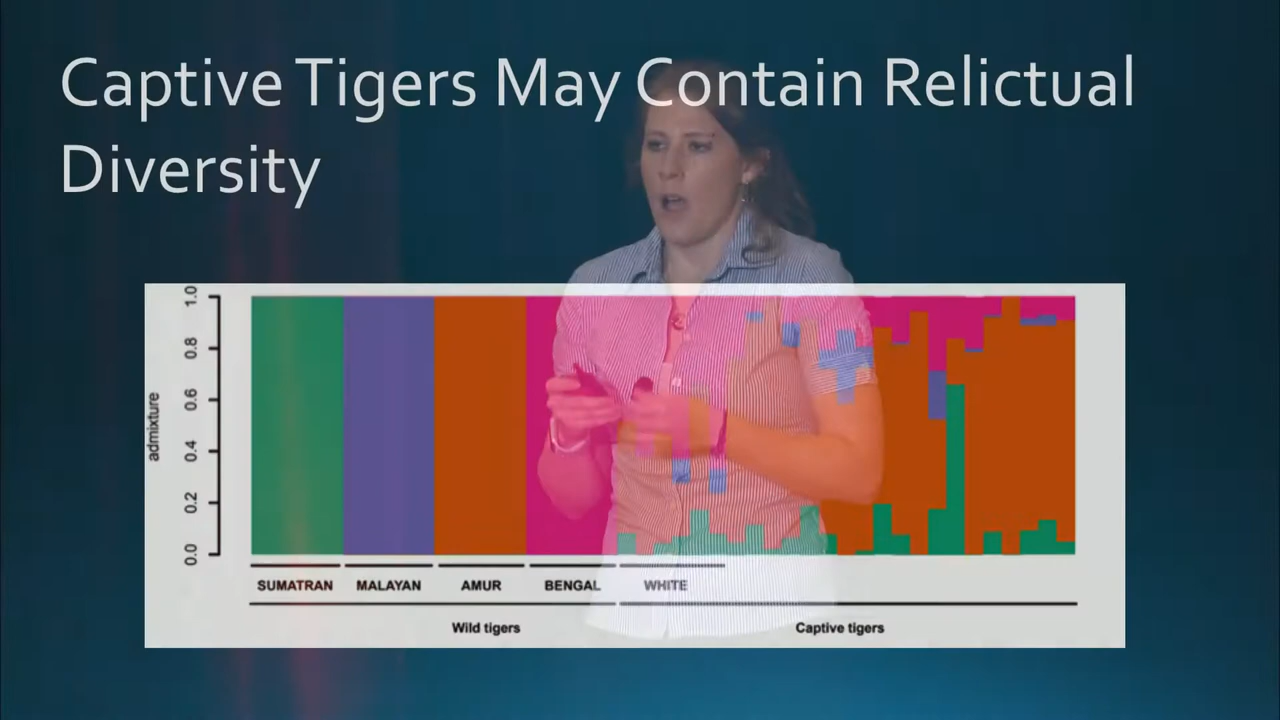 Captive Tigers May Contain Relictual
Diversity
1.0
0.8
0.6
0.4
0.2
0.0
admixture
SUMATRAN MALAYAN AMUR BENGAL WHITE
Wild tigers Captive tigers